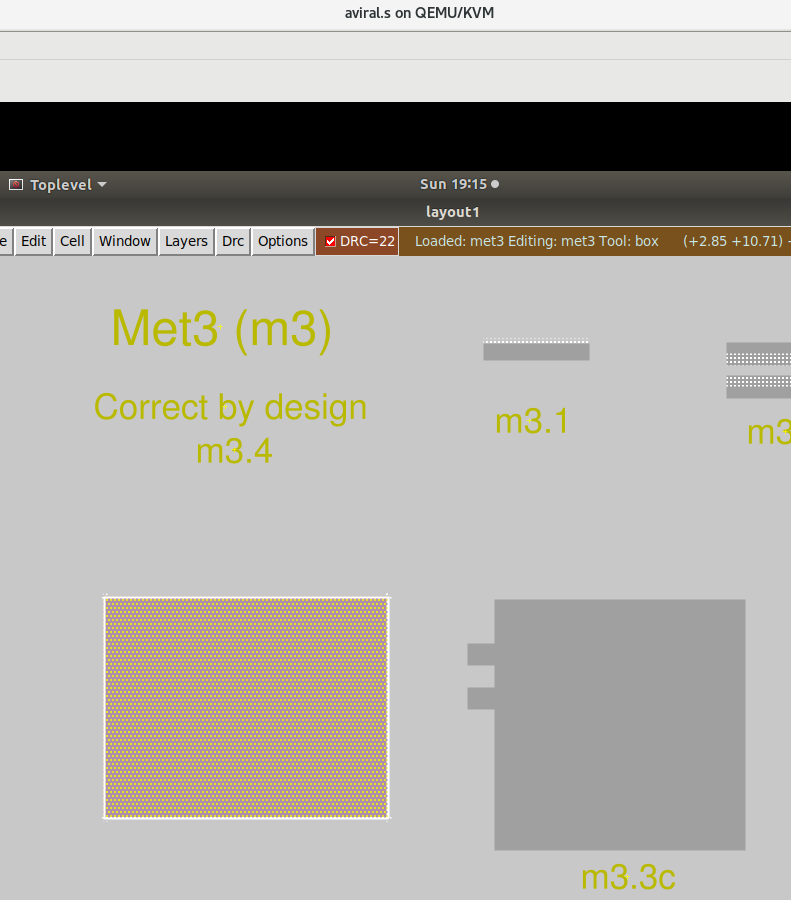 aviral.s on QEMU/KVM
Toplevel Sun 19:15
layout1
Edit Cell Window Layers Drc Options DRC=22 Loaded: met3 Editing: met3 Tool: box (+2.85 +10.71)
Met3 (m3)
Correct by design
m3.4
m3.1
m3
m3.3c